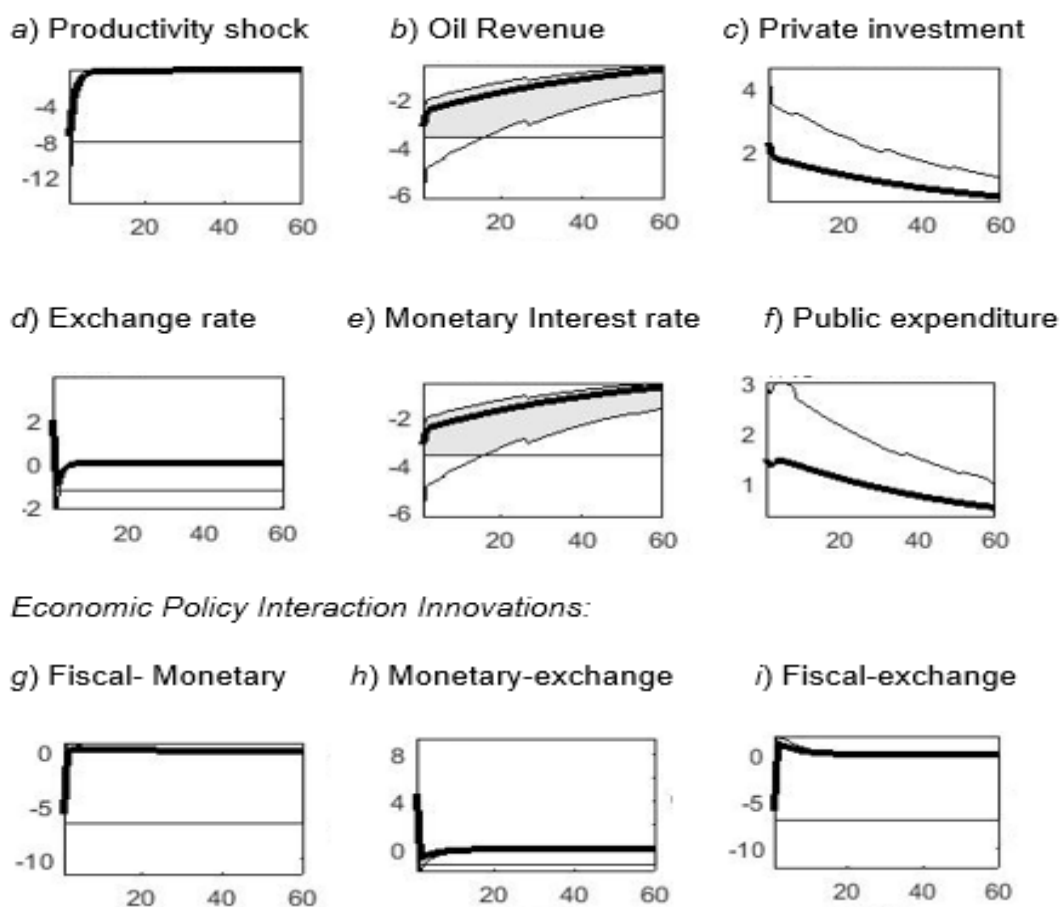 a) Productivity shock b) Oil Revenue c) Private investment
-4
-8
-12
20 40 60
-2
-4
-6
20 40 60
4
2
20 40 60
d) Exchange rate e) Monetary Interest rate f) Public expenditure
2
0
-2
20 40 60
-2
-4
-6
20 40 60
3
2
1
20 40 60
Economic Policy Interaction Innovations:
g) Fiscal- Monetary h) Monetary-exchange i) Fiscal-exchange
0
-5
-10
20 40 60
8
4
0
20 40 60
0
-5
-10
20 40 60